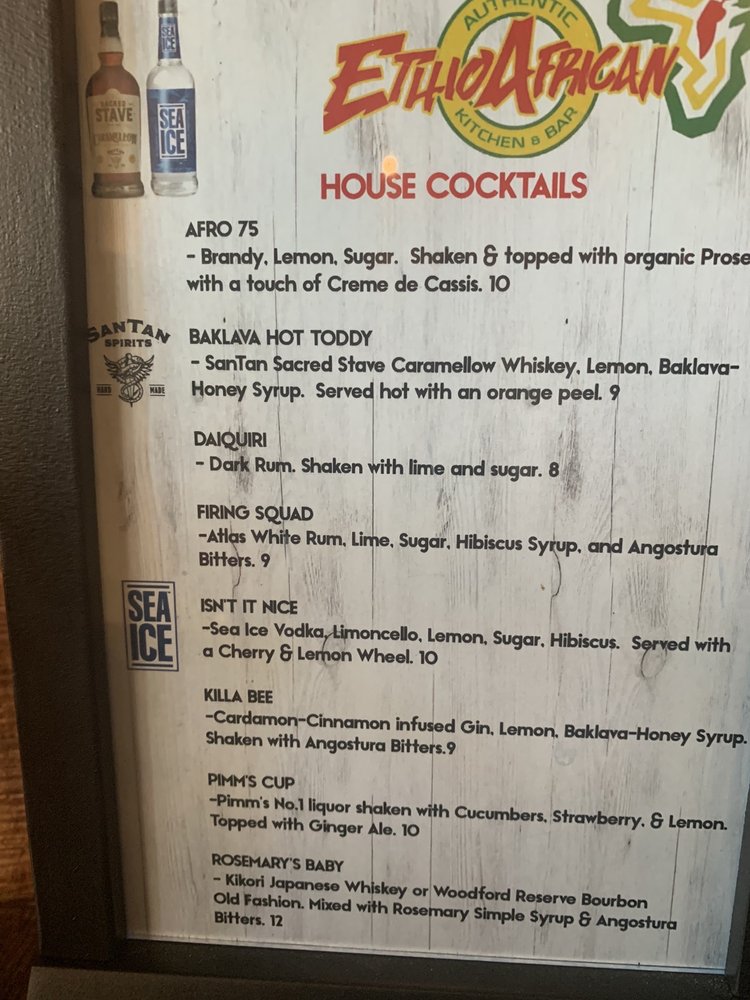 SACRED
STAVE
CARAMELLOW
SEA
ICE
SEA
ICE
AUTHENTIC
ETHIOAFRICAN
KITCHEN & BAR
HOUSE COCKTAILS
AFRO 75
- Brandy, Lemon, Sugar. Shaken & topped with organic Prose
with a touch of Creme de Cassis. 10
SANTAN
SPIRITS
HAND MADE
BAKLAVA HOT TODDY
- SanTan Sacred Stave Caramellow Whiskey, Lemon, Baklava-
Honey Syrup. Served hot with an orange peel. 9
DAIQUIRI
- Dark Rum. Shaken with lime and sugar. 8
FIRING SQUAD
-Atlas White Rum, Lime, Sugar, Hibiscus Syrup, and Angostura
Bitters. 9
SEA
ICE
ISN'T IT NICE
-Sea Ice Vodka, Limoncello, Lemon, Sugar, Hibiscus. Served with
a Cherry & Lemon Wheel. 10
KILLA BEE
-Cardamon-Cinnamon infused Gin, Lemon, Baklava-Honey Syrup.
Shaken with Angostura Bitters.9
PIMM'S CUP
-Pimm's No.1 liquor shaken with Cucumbers, Strawberry, & Lemon.
Topped with Ginger Ale. 10
ROSEMARY'S BABY
- Kikori Japanese Whiskey or Woodford Reserve Bourbon
Old Fashion. Mixed with Rosemary Simple Syrup & Angostura
Bitters. 12